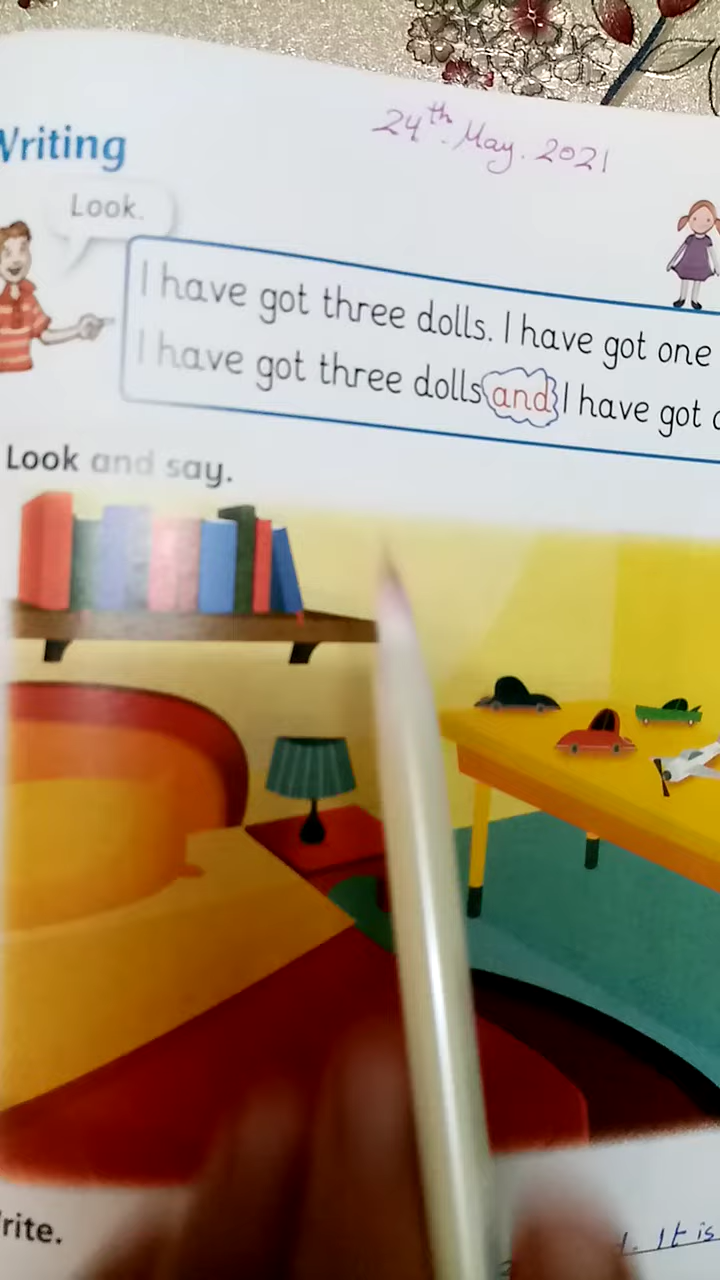 Writing
24th. May. 2021
Look.
I have got three dolls. I have got one
I have got three dolls and I have got
Look and say.
1. It is